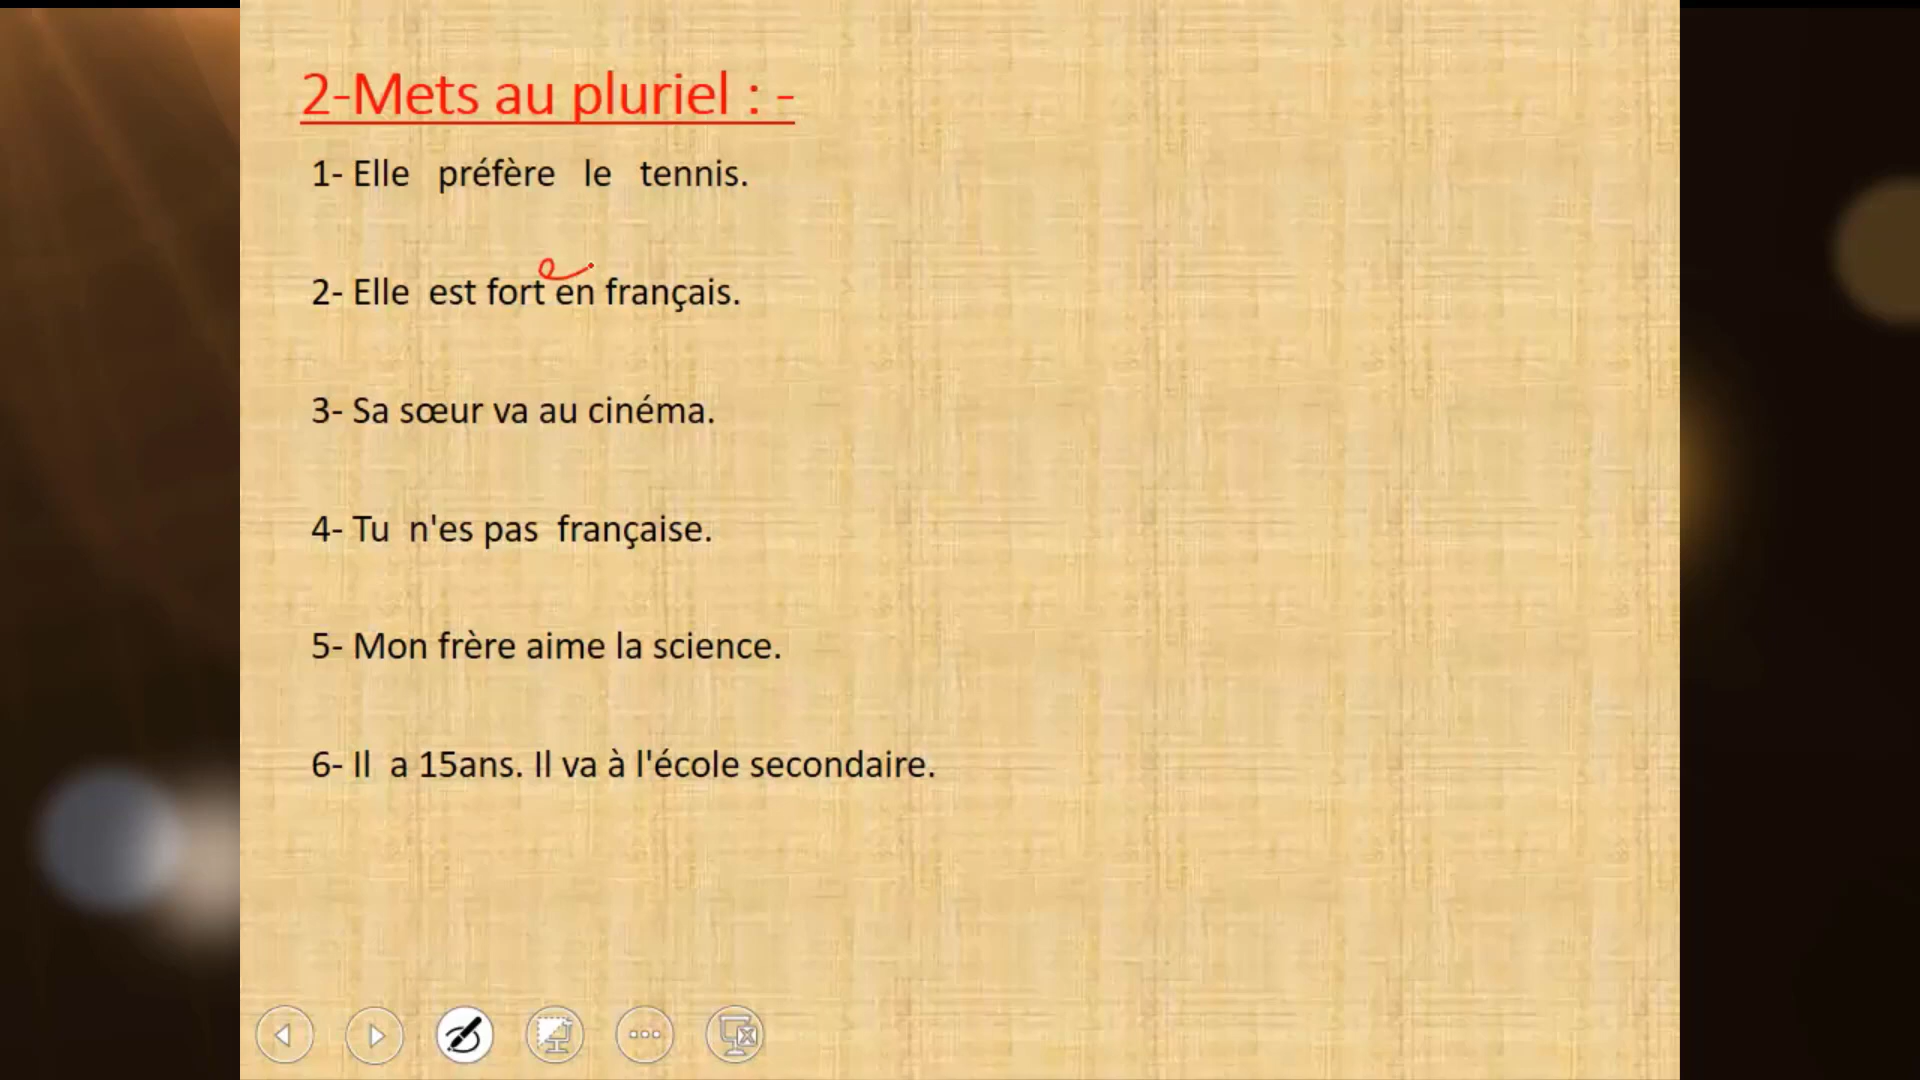 2-Mets au pluriel : -
1- Elle préfère le tennis.
e
2- Elle est fort en français.
3- Sa sœur va au cinéma.
4- Tu n'es pas française.
5- Mon frère aime la science.
6- Il a 15ans. Il va à l'école secondaire.